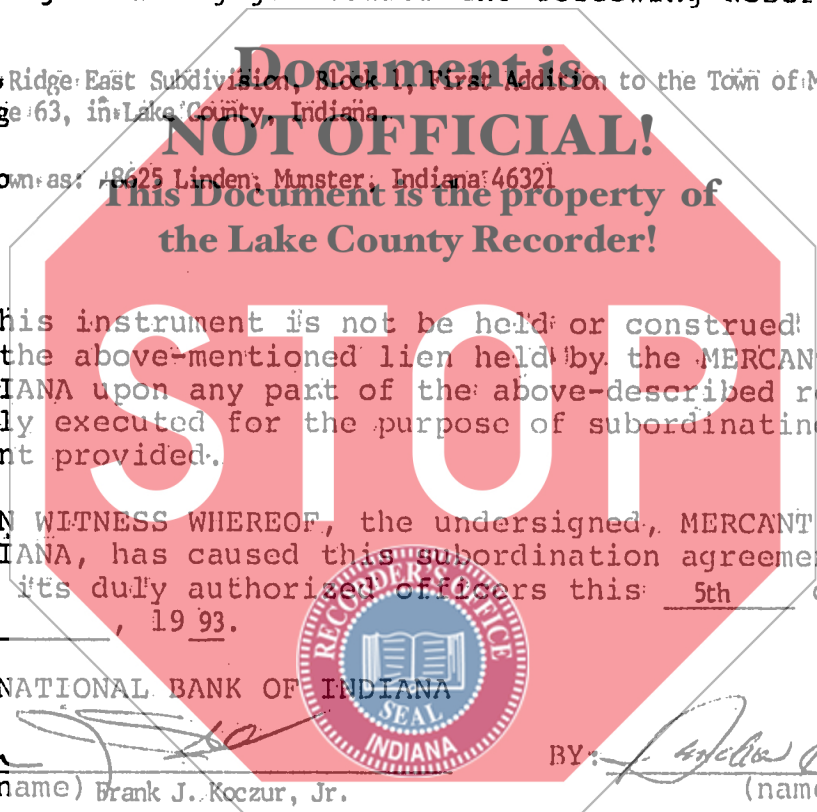 Document is
Ridge East Subdivision, Block 1, First Addition to the Town of M
ge 63, in Lake County, Indiana.
NOT OFFICIAL!
own as: 8625 Linden, Munster, Indiana 46321
This Document is the property of
the Lake County Recorder!
STOP
his instrument is not be held or construed
the above-mentioned lien held by the MERCANT
IANA upon any part of the above-described re
ly executed for the purpose of subordinating
nt provided.
N WITNESS WHEREOF, the undersigned, MERCANT
IANA, has caused this subordination agreeme
its duly authorized officers this 5th
, 19 93.
RECORDER'S OFFICE
SEAL
INDIANA
NATIONAL BANK OF INDIANA
BY:
name) Frank J. Koczur, Jr.
(name